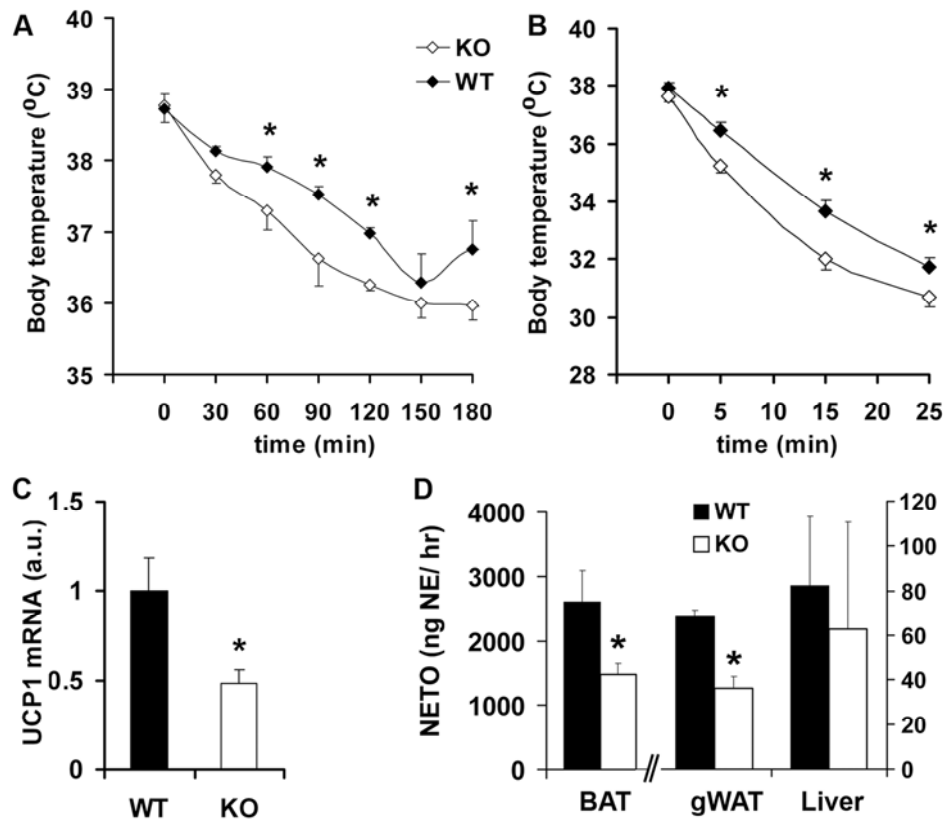 A
B
KO
WT
Body temperature (⁰C)
40
39
38
37
36
35
*
*
*
*
0 30 60 90 120 150 180
time (min)
Body temperature (⁰C)
40
38
36
34
32
30
28
*
*
*
0 5 10 15 20 25
time (min)
C
UCP1 mRNA (a.u.)
1.5
1
0.5
0
*
WT KO
D
NETO (ng NE/ hr)
4000
3000
2000
1000
0
WT
KO
*
*
120
100
80
60
40
20
0
BAT // gWAT Liver